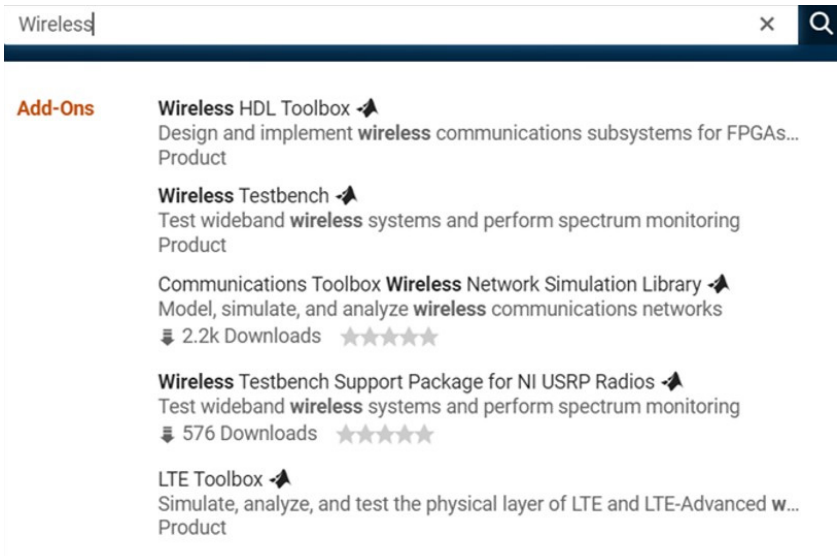 Wireless
Add-Ons
Wireless HDL Toolbox
Design and implement wireless communications subsystems for FPGAs...
Product
Wireless Testbench
Test wideband wireless systems and perform spectrum monitoring
Product
Communications Toolbox Wireless Network Simulation Library
Model, simulate, and analyze wireless communications networks
2.2k Downloads
Wireless Testbench Support Package for NI USRP Radios
Test wideband wireless systems and perform spectrum monitoring
576 Downloads
LTE Toolbox
Simulate, analyze, and test the physical layer of LTE and LTE-Advanced w...
Product